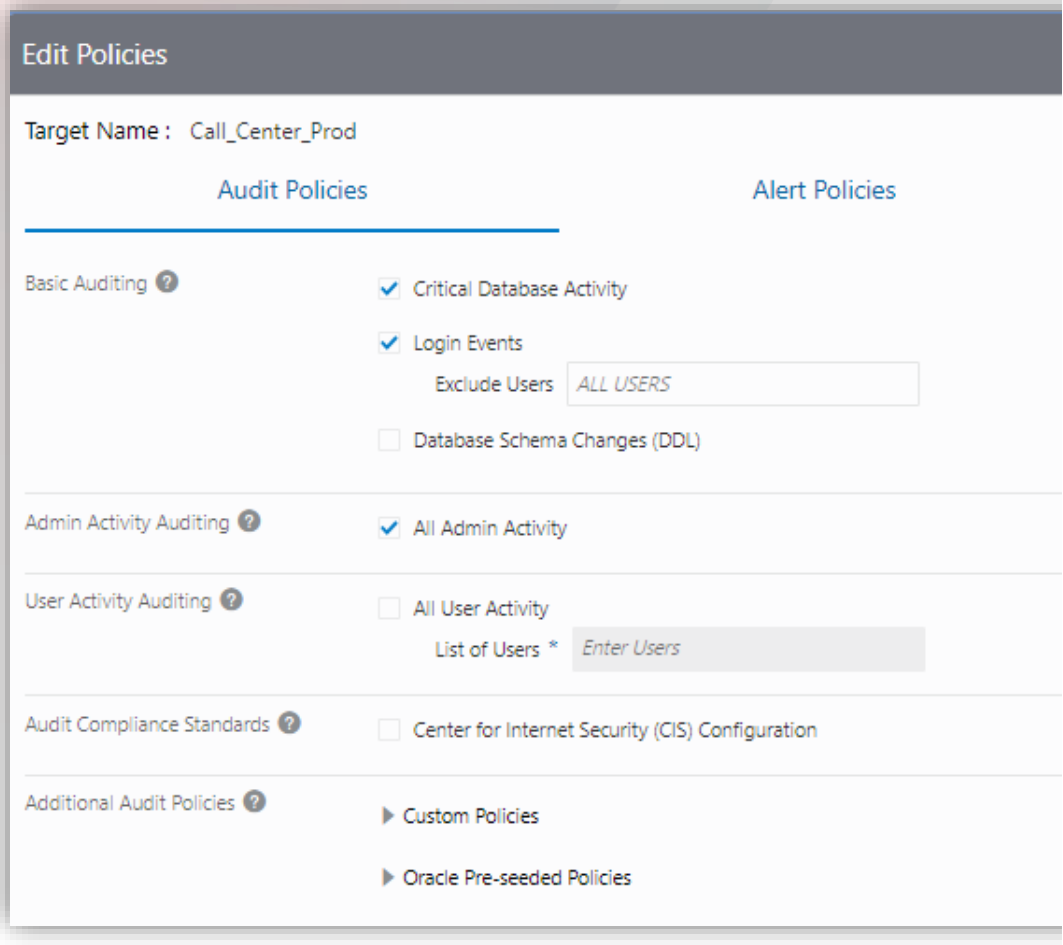 Edit Policies
Target Name : Call_Center_Prod
Audit Policies Alert Policies
Basic Auditing ?
Critical Database Activity
Login Events
Exclude Users ALL USERS
Database Schema Changes (DDL)
Admin Activity Auditing ? All Admin Activity
User Activity Auditing ? All User Activity
List of Users * Enter Users
Audit Compliance Standards ? Center for Internet Security (CIS) Configuration
Additional Audit Policies ? Custom Policies
Oracle Pre-seeded Policies